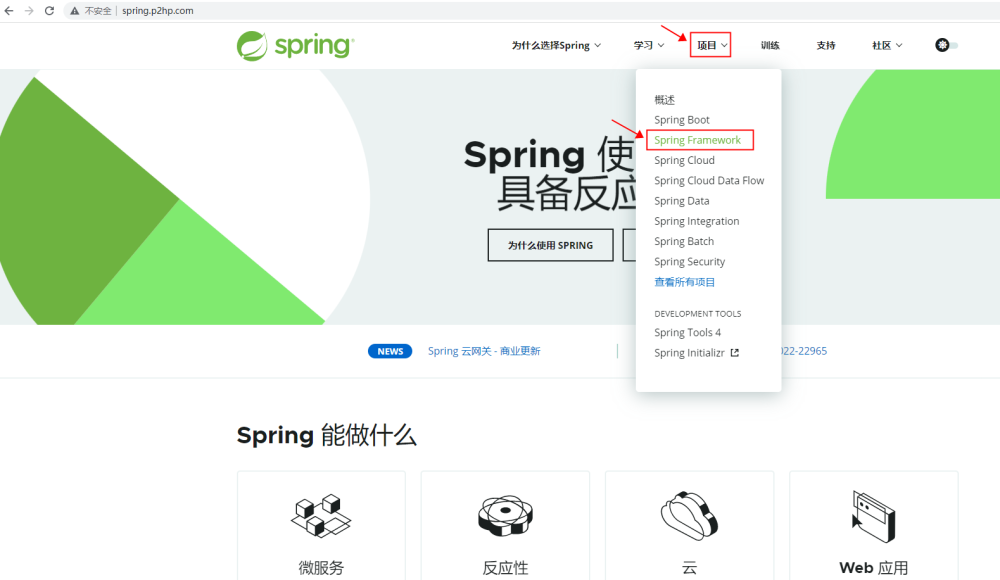 不安全 spring.p2hp.com
spring
为什么选择Spring 学习 项目 训练 支持 社区
概述
Spring Boot
Spring Framework
Spring Cloud
Spring Cloud Data Flow
Spring Data
Spring Integration
Spring Batch
Spring Security
查看所有项目
DEVELOPMENT TOOLS
Spring Tools 4
Spring Initializr
Spring 使
具备反应
为什么使用 SPRING
NEWS Spring 云网关 - 商业更新 022-22965
Spring 能做什么
微服务 反应性 云 Web 应用